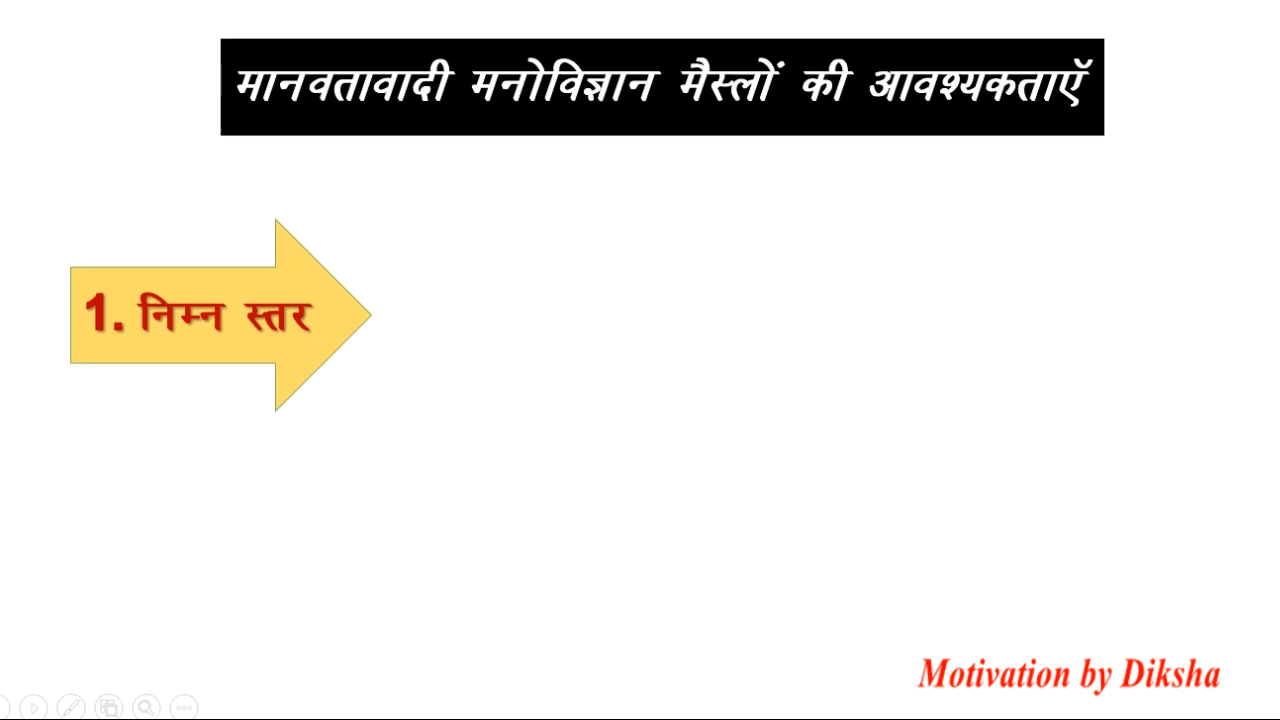 मानवतावादी मनोविज्ञान मैस्लों की आवश्यकताऍ
1. निम्न स्तर
Motivation by Diksha